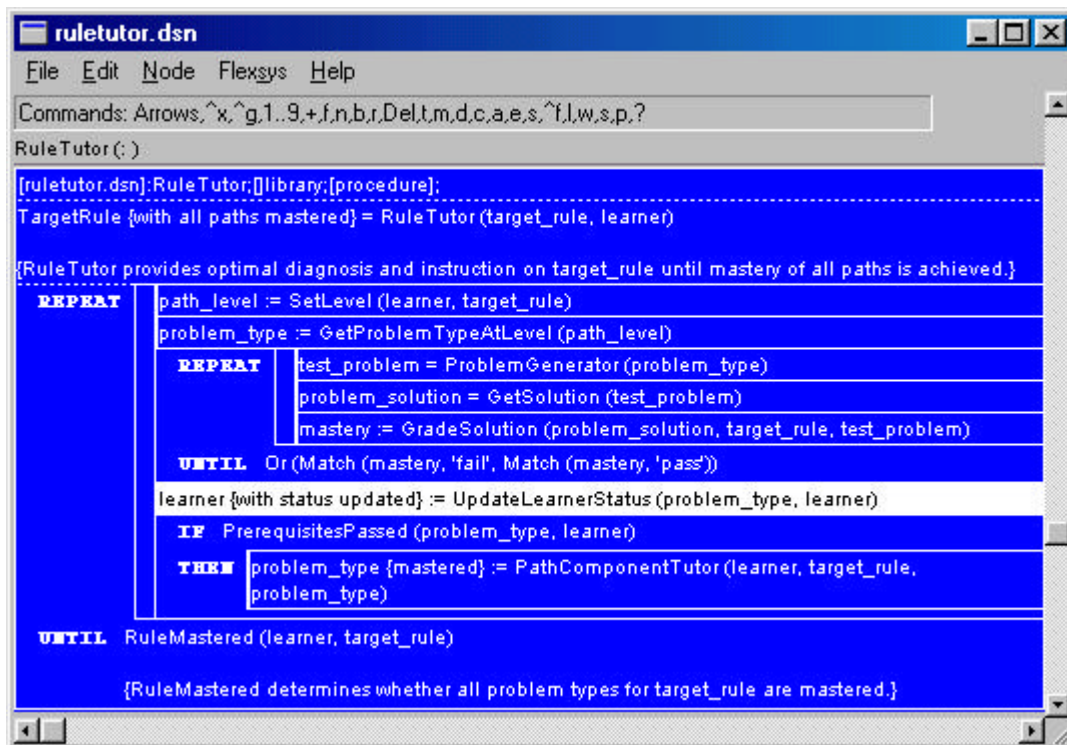 ruletutor.dsn
File Edit Node Flexsys Help
Commands: Arrows,^x,^g,1..9,+,f,n,b,r,Del,t,m,d,c,a,e,s,^f,l,w,s,p,?
RuleTutor (: )
[ruletutor.dsn]:RuleTutor;[]library;[procedure];
TargetRule {with all paths mastered} = RuleTutor (target_rule, learner)
{RuleTutor provides optimal diagnosis and instruction on target_rule until mastery of all paths is achieved.}
REPEAT path_level := SetLevel (learner, target_rule)
problem_type := GetProblemTypeAtLevel (path_level)
REPEAT test_problem = ProblemGenerator (problem_type)
problem_solution = GetSolution (test_problem)
mastery := GradeSolution (problem_solution, target_rule, test_problem)
UNTIL Or (Match (mastery, 'fail', Match (mastery, 'pass'))
learner {with status updated} := UpdateLearnerStatus (problem_type, learner)
IF PrerequisitesPassed (problem_type, learner)
THEN problem_type {mastered} := PathComponentTutor (learner, target_rule,
problem_type)
UNTIL RuleMastered (learner, target_rule)
{RuleMastered determines whether all problem types for target_rule are mastered.}